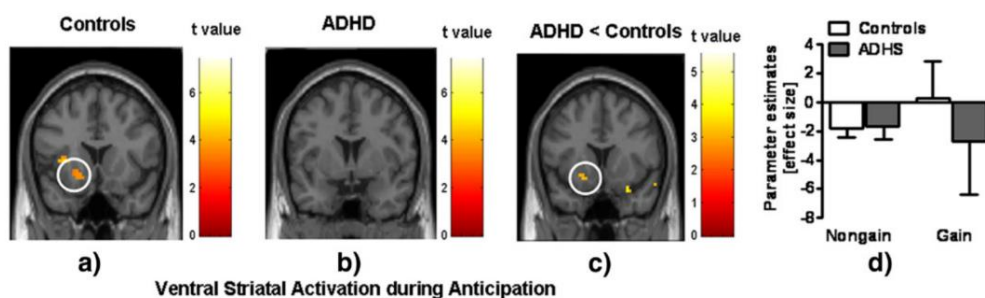 Controls
t value
6
4
2
0
a)
ADHD
t value
6
4
2
0
b)
ADHD < Controls
t value
5
4
3
2
1
0
c)
Controls
ADHS
Parameter estimates
[effect size]
4
2
0
-2
-4
-6
-8
Nongain Gain
d)
Ventral Striatal Activation during Anticipation